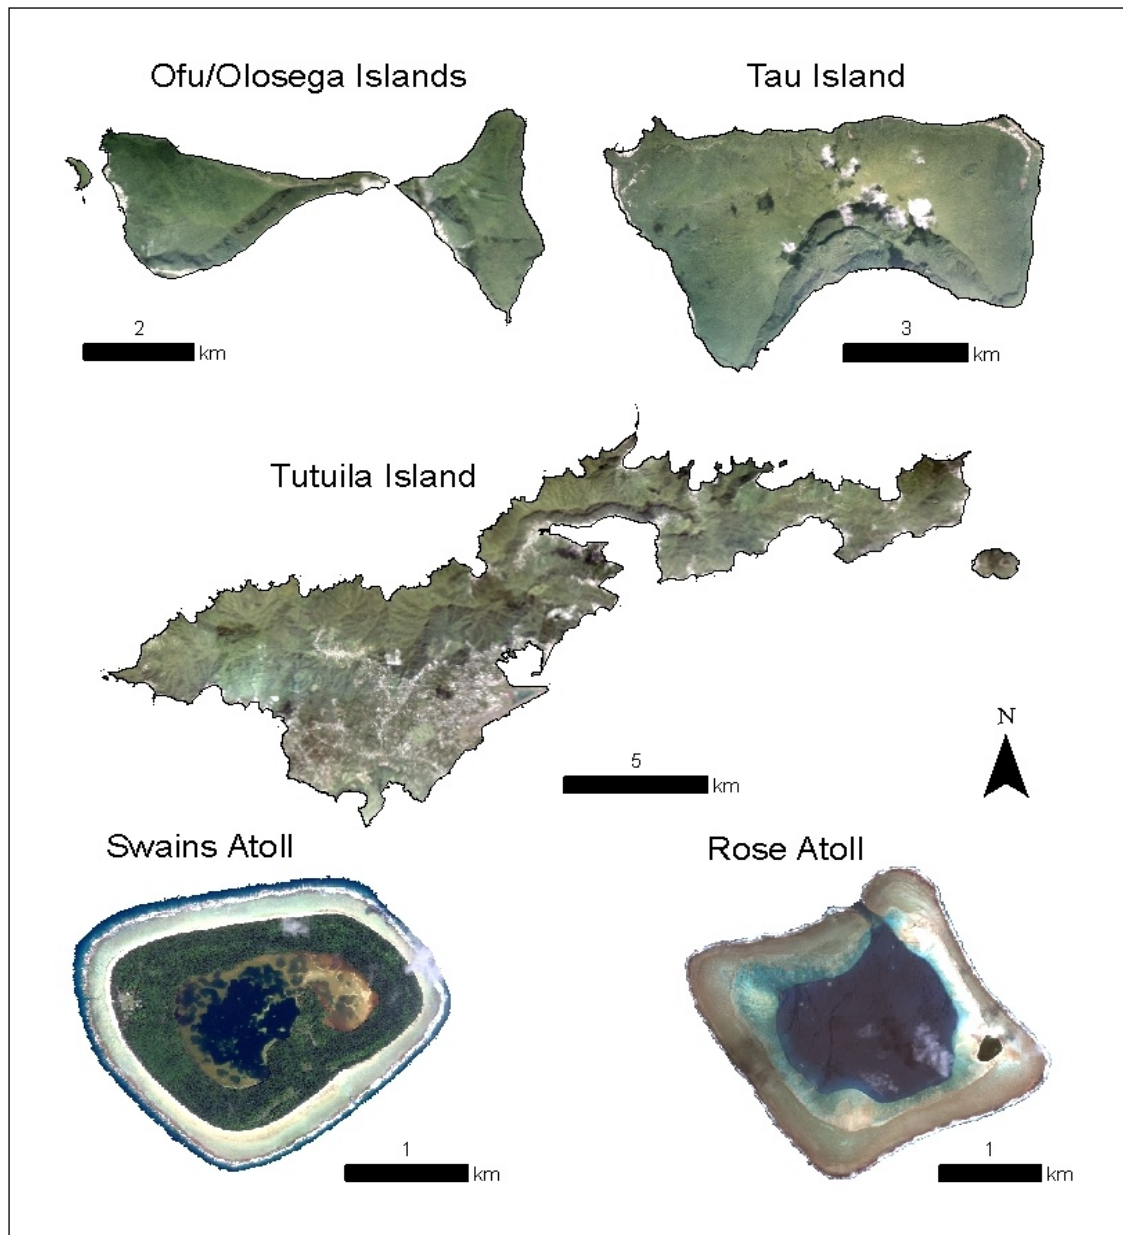 Ofu/Olosega Islands
Tau Island
2
km
3
km
Tutuila Island
N
5
km
Swains Atoll
Rose Atoll
1
km
1
km